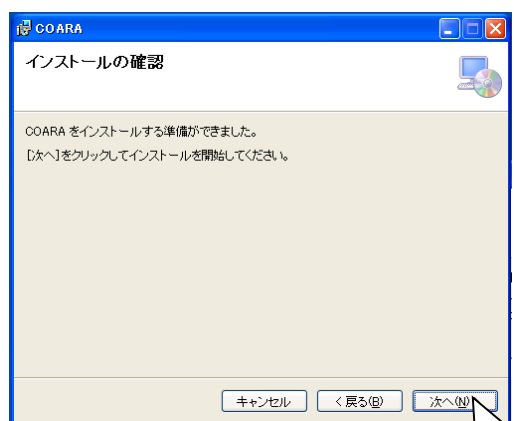 COARA
インストールの確認
COARA をインストールする準備ができました。
[次へ]をクリックしてインストールを開始してください。
キャンセル
< 戻る(B)
次へ(N)